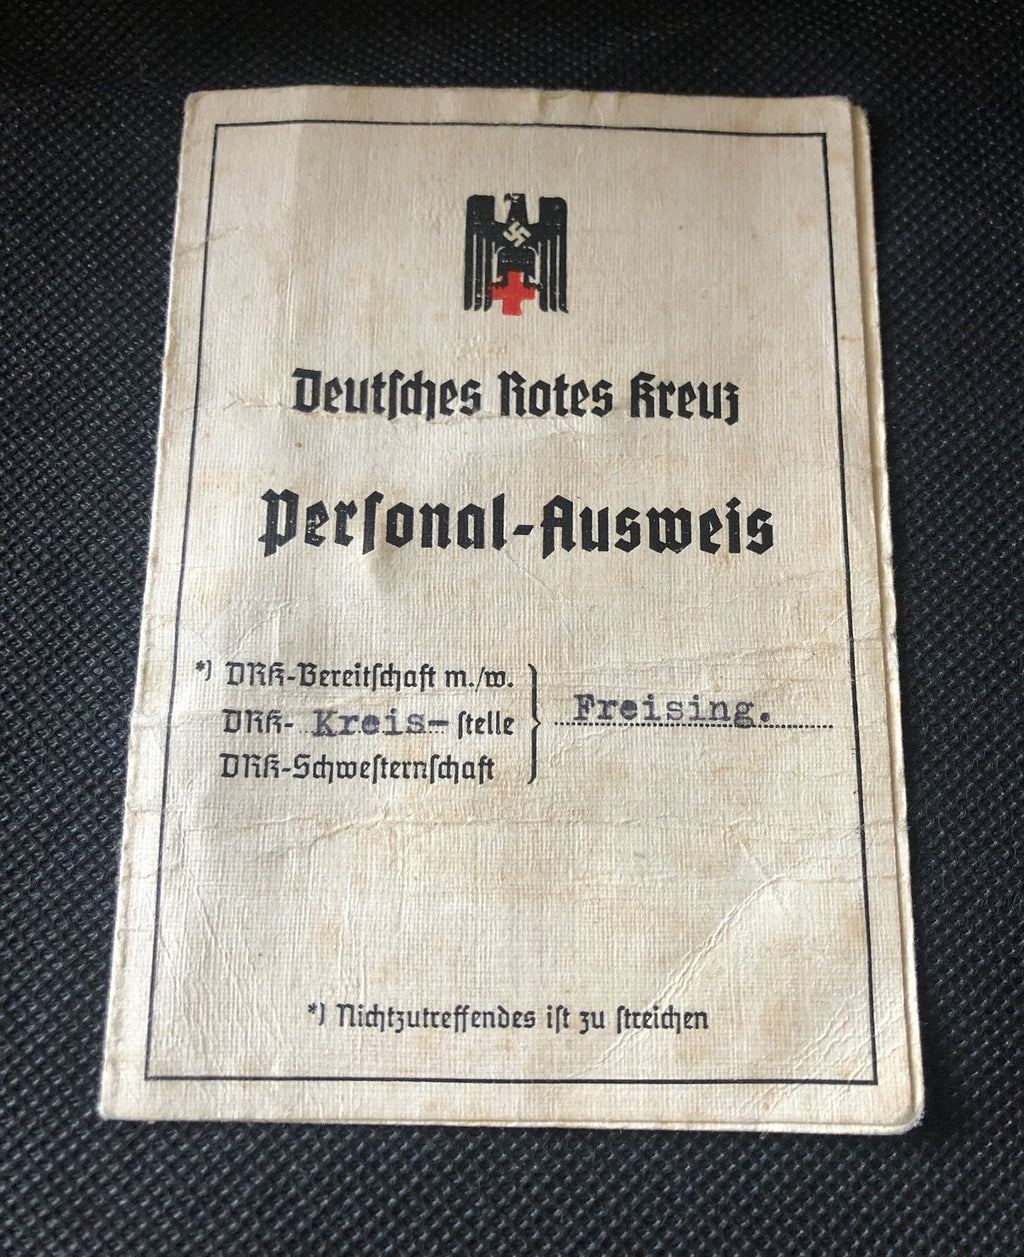 Deutſches Rotes Kreuz
Perſonal-Ausweis
*) DRK-Bereitſchaft m./w.
DRK- Kreis- ſtelle
DRK-Schweſternſchaft
Freising.
*) Nichtzutreffendes iſt zu ſtreichen